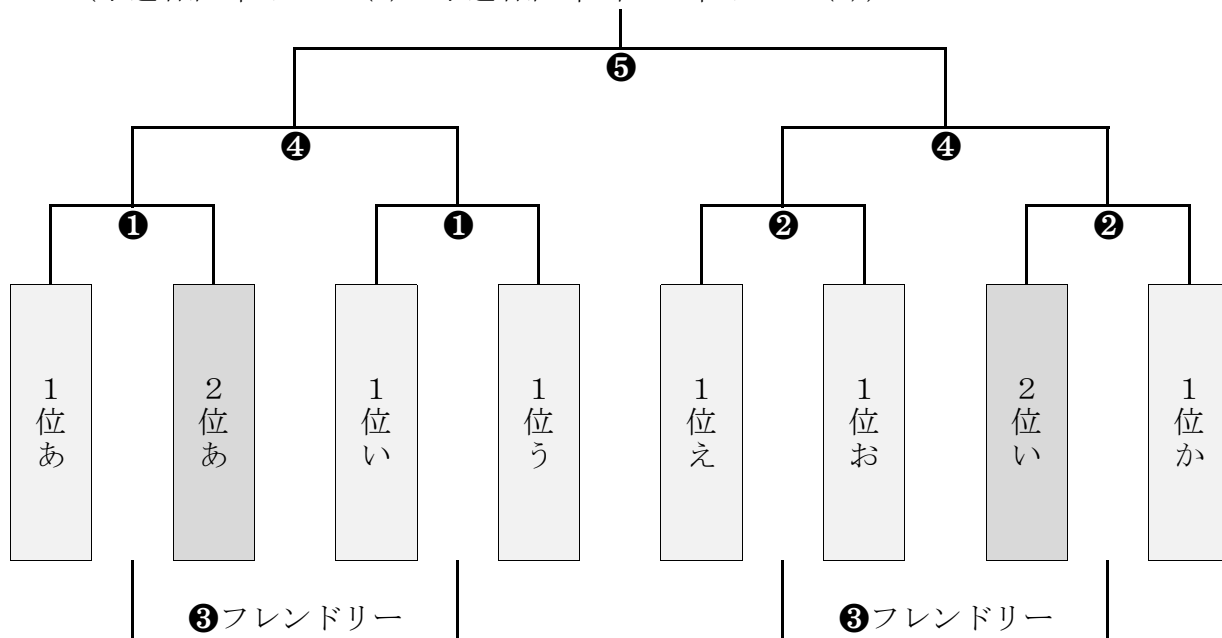 ❺
❹ ❹
❶ ❶ ❷ ❷
1位あ 2位あ 1位い 1位う 1位え 1位お 2位い 1位か
❸フレンドリー ❸フレンドリー